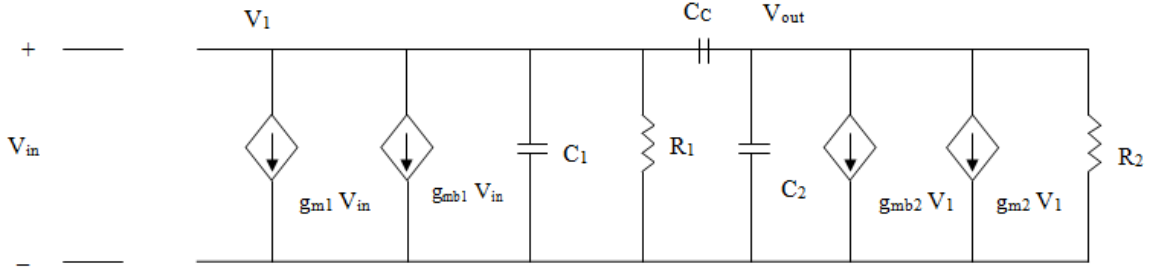 V1 CC Vout
+
Vin C1 R1 C2 R2
gm1 Vin gmb1 Vin gmb2 V1 gm2 V1
–